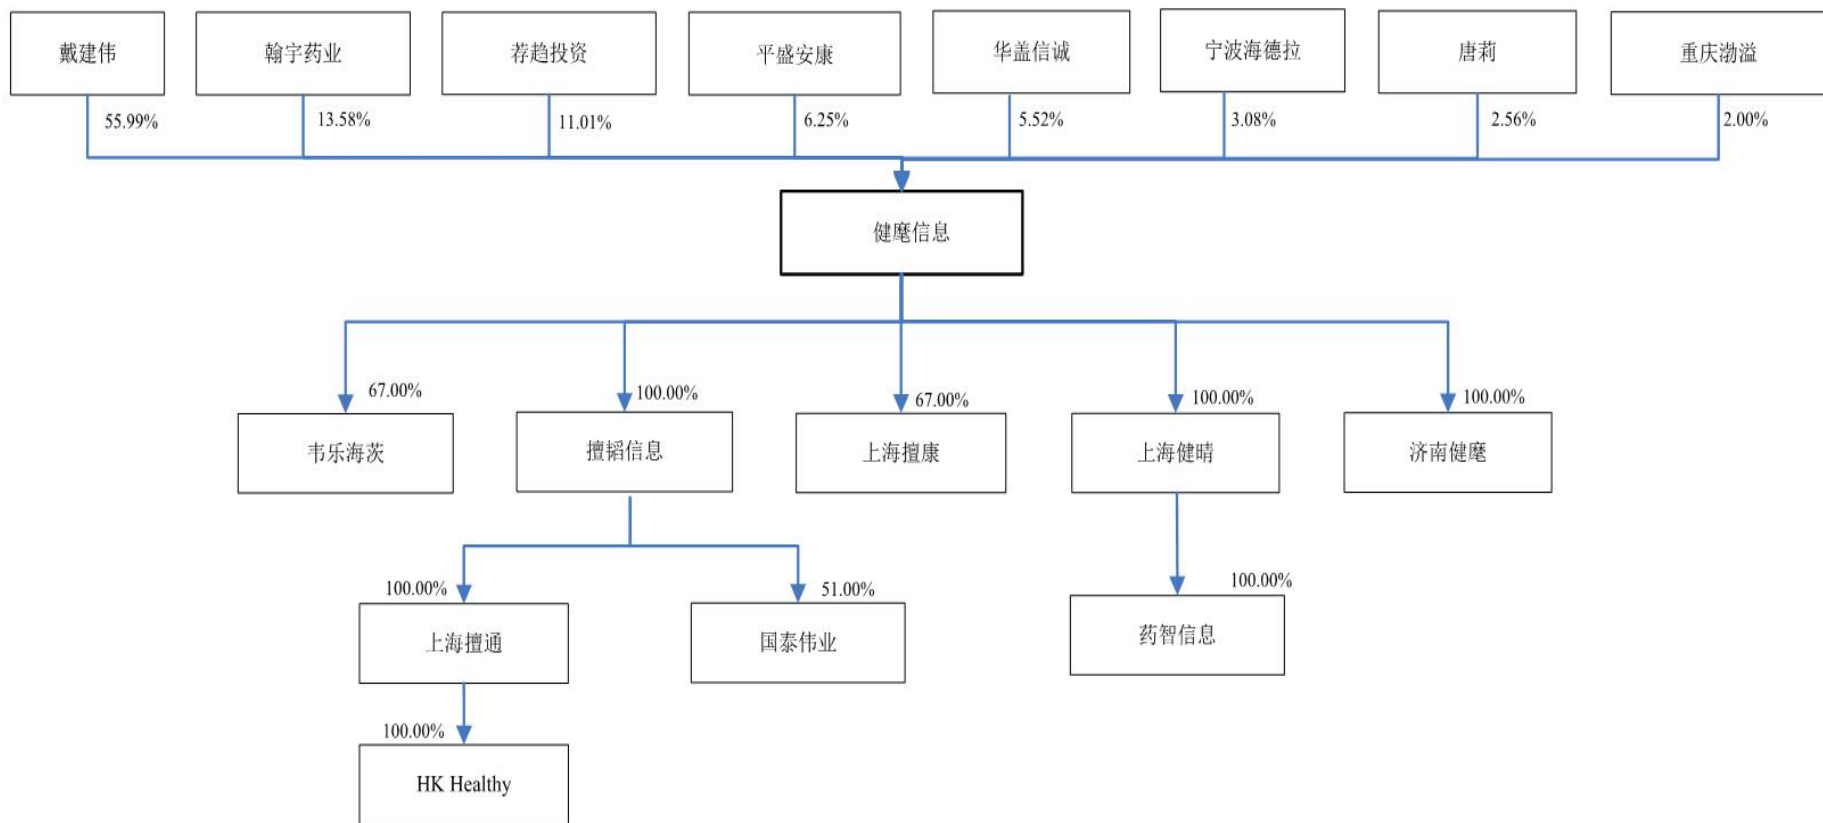 戴建伟
翰宇药业
荐趋投资
平盛安康
华盖信诚
宁波海德拉
唐莉
重庆渤溢
55.99%
13.58%
11.01%
6.25%
5.52%
3.08%
2.56%
2.00%
健麾信息
67.00%
100.00%
67.00%
100.00%
100.00%
韦乐海茨
擅韬信息
上海擅康
上海健晴
济南健麾
100.00%
51.00%
100.00%
上海擅通
国泰伟业
药智信息
100.00%
HK Healthy